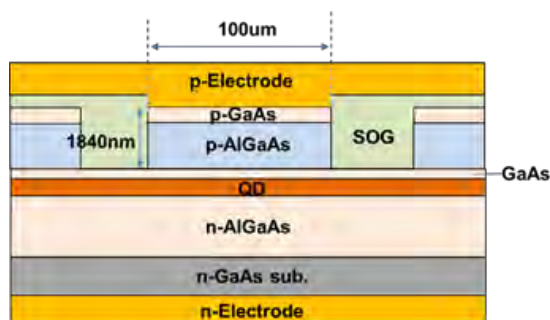 100um
p-Electrode
p-GaAs
1840nm
p-AlGaAs
SOG
GaAs
QD
n-AlGaAs
n-GaAs sub.
n-Electrode